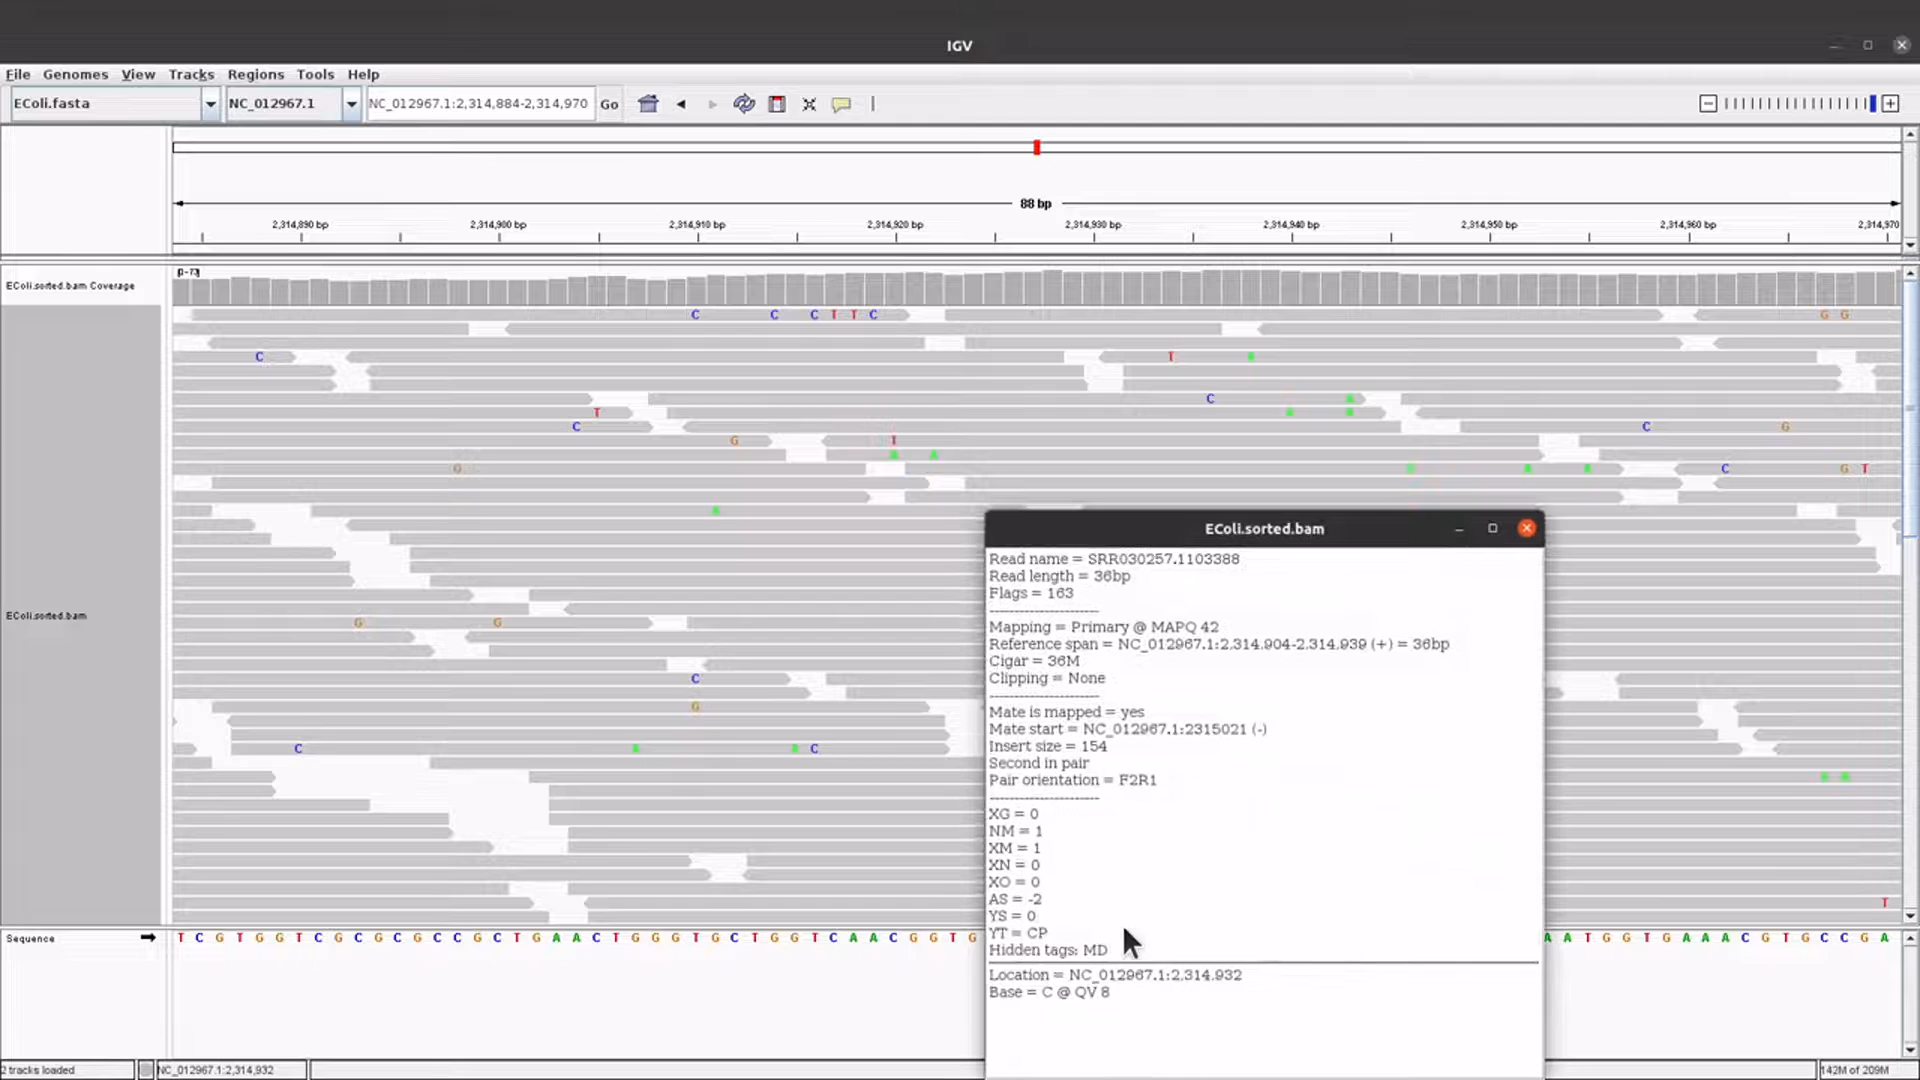 IGV
File Genomes View Tracks Regions Tools Help
EColi.fasta NC_012967.1 NC_012967.1:2,314,884-2,314,970 Go
88 bp
2,314,890 bp 2,314,900 bp 2,314,910 bp 2,314,920 bp 2,314,930 bp 2,314,940 bp 2,314,950 bp 2,314,960 bp 2,314,970
EColi.sorted.bam Coverage
C C C T T C G G
C T A
C A
T A A
C C G
G T
A A
G A A A C G T
A
EColi.sorted.bam
Read name = SRR030257.1103388
Read length = 36bp
Flags = 163
----------------------
Mapping = Primary @ MAPQ 42
Reference span = NC_012967.1:2.314.904-2.314.939 (+) = 36bp
Cigar = 36M
Clipping = None
----------------------
Mate is mapped = yes
Mate start = NC_012967.1:2315021 (-)
Insert size = 154
Second in pair
Pair orientation = F2R1
----------------------
XG = 0
NM = 1
XM = 1
XN = 0
XO = 0
AS = -2
YS = 0
YT = CP
Hidden tags: MD
Location = NC_012967.1:2.314.932
Base = C @ QV 8
EColi.sorted.bam
G G
C
G
C A A C
A A
T
Sequence T C G T G G T C G C G C G C C G C T G A A C T G G G T G C T G G T C A A C G G T G A A T G G T G A A A C G T G C C G A
2 tracks loaded NC_012967.1:2,314,932 142M of 209M